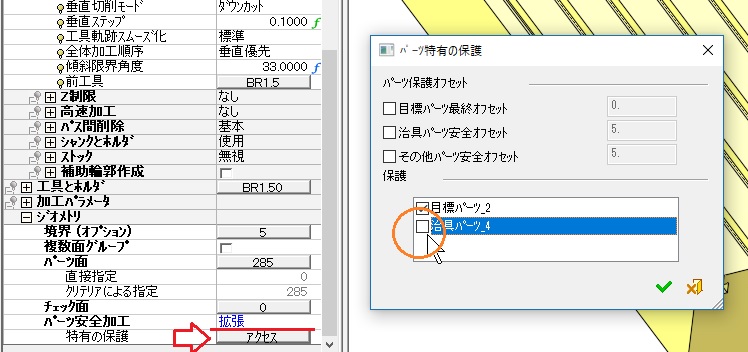 垂直切削モード ダウンカット
垂直ステップ 0.1000 f
工具軌跡スムーズ化 標準
全体加工順序 垂直優先
傾斜限界角度 33.0000 f
前工具 BR1.5
Z制限 なし
高速加工 なし
パス間削除 基本
シャンクとホルダ 使用
ストック 無視
補助輪郭作成
工具とホルダ BR1.50
加工パラメータ
ジオメトリ
境界 (オプション) 5
複数面グループ
パーツ面 285
直接指定 0
クリテリアによる指定 285
チェック面 0
パーツ安全加工 拡張
特有の保護 アクセス
パーツ特有の保護
パーツ保護オフセット
目標パーツ最終オフセット 0.
治具パーツ安全オフセット 5.
その他パーツ安全オフセット 5.
保護
目標パーツ_2
治具パーツ_4